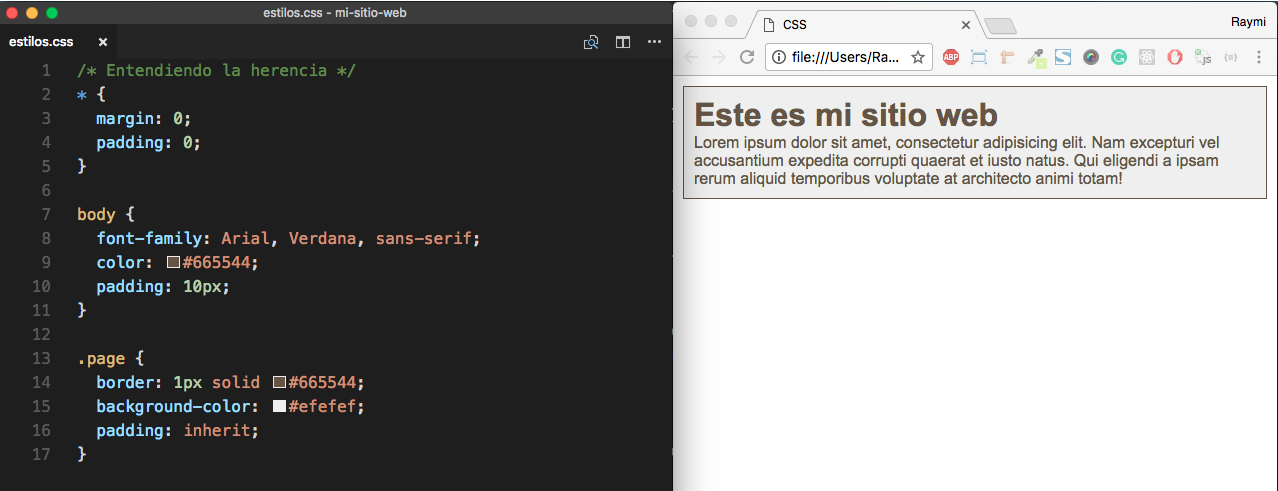 estilos.css - mi-sitio-web
estilos.css ×
1 /* Entendiendo la herencia */
2 * {
3   margin: 0;
4   padding: 0;
5 }
6
7 body {
8   font-family: Arial, Verdana, sans-serif;
9   color: #665544;
10   padding: 10px;
11 }
12
13 .page {
14   border: 1px solid #665544;
15   background-color: #efefef;
16   padding: inherit;
17 }
CSS ×
Raymi
file:///Users/Ra...
ABP
JS
Este es mi sitio web
Lorem ipsum dolor sit amet, consectetur adipisicing elit. Nam excepturi vel
accusantium expedita corrupti quaerat et iusto natus. Qui eligendi a ipsam
rerum aliquid temporibus voluptate at architecto animi totam!